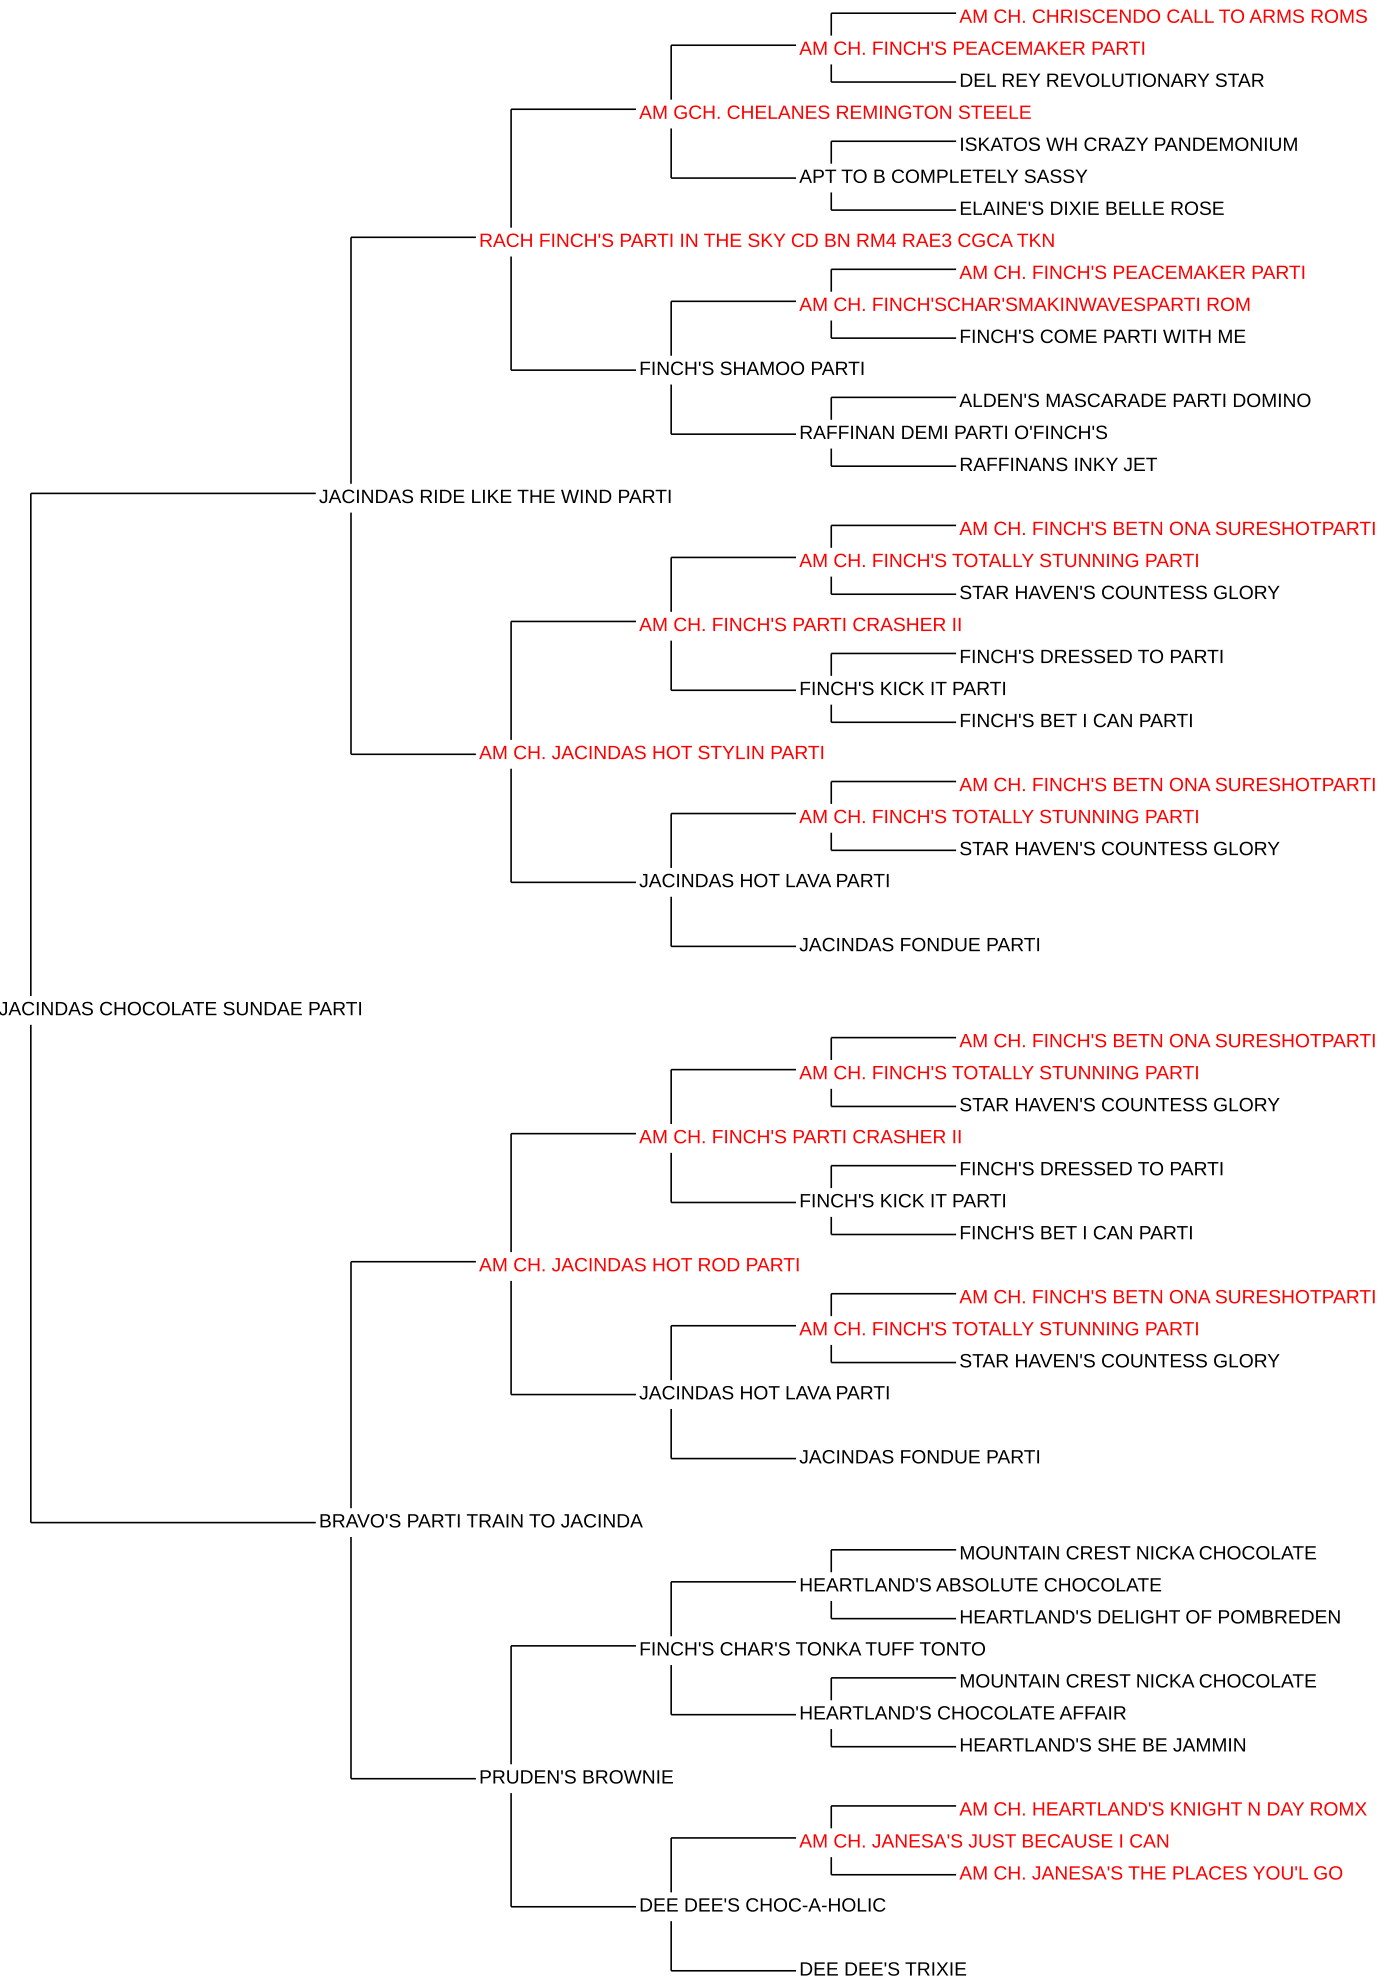 AM CH. CHRISCENDO CALL TO ARMS ROMS
AM CH. FINCH'S PEACEMAKER PARTI
DEL REY REVOLUTIONARY STAR
AM GCH. CHELANES REMINGTON STEELE
ISKATOS WH CRAZY PANDEMONIUM
APT TO B COMPLETELY SASSY
ELAINE'S DIXIE BELLE ROSE
RACH FINCH'S PARTI IN THE SKY CD BN RM4 RAE3 CGCA TKN
AM CH. FINCH'S PEACEMAKER PARTI
AM CH. FINCH'SCHAR'SMAKINWAVESPARTI ROM
FINCH'S COME PARTI WITH ME
FINCH'S SHAMOO PARTI
ALDEN'S MASCARADE PARTI DOMINO
RAFFINAN DEMI PARTI O'FINCH'S
RAFFINANS INKY JET
JACINDAS RIDE LIKE THE WIND PARTI
AM CH. FINCH'S BETN ONA SURESHOTPARTI
AM CH. FINCH'S TOTALLY STUNNING PARTI
STAR HAVEN'S COUNTESS GLORY
AM CH. FINCH'S PARTI CRASHER II
FINCH'S DRESSED TO PARTI
FINCH'S KICK IT PARTI
FINCH'S BET I CAN PARTI
AM CH. JACINDAS HOT STYLIN PARTI
AM CH. FINCH'S BETN ONA SURESHOTPARTI
AM CH. FINCH'S TOTALLY STUNNING PARTI
STAR HAVEN'S COUNTESS GLORY
JACINDAS HOT LAVA PARTI
JACINDAS FONDUE PARTI
JACINDAS CHOCOLATE SUNDAE PARTI
AM CH. FINCH'S BETN ONA SURESHOTPARTI
AM CH. FINCH'S TOTALLY STUNNING PARTI
STAR HAVEN'S COUNTESS GLORY
AM CH. FINCH'S PARTI CRASHER II
FINCH'S DRESSED TO PARTI
FINCH'S KICK IT PARTI
FINCH'S BET I CAN PARTI
AM CH. JACINDAS HOT ROD PARTI
AM CH. FINCH'S BETN ONA SURESHOTPARTI
AM CH. FINCH'S TOTALLY STUNNING PARTI
STAR HAVEN'S COUNTESS GLORY
JACINDAS HOT LAVA PARTI
JACINDAS FONDUE PARTI
BRAVO'S PARTI TRAIN TO JACINDA
MOUNTAIN CREST NICKA CHOCOLATE
HEARTLAND'S ABSOLUTE CHOCOLATE
HEARTLAND'S DELIGHT OF POMBREDEN
FINCH'S CHAR'S TONKA TUFF TONTO
MOUNTAIN CREST NICKA CHOCOLATE
HEARTLAND'S CHOCOLATE AFFAIR
HEARTLAND'S SHE BE JAMMIN
PRUDEN'S BROWNIE
AM CH. HEARTLAND'S KNIGHT N DAY ROMX
AM CH. JANESA'S JUST BECAUSE I CAN
AM CH. JANESA'S THE PLACES YOU'L GO
DEE DEE'S CHOC-A-HOLIC
DEE DEE'S TRIXIE